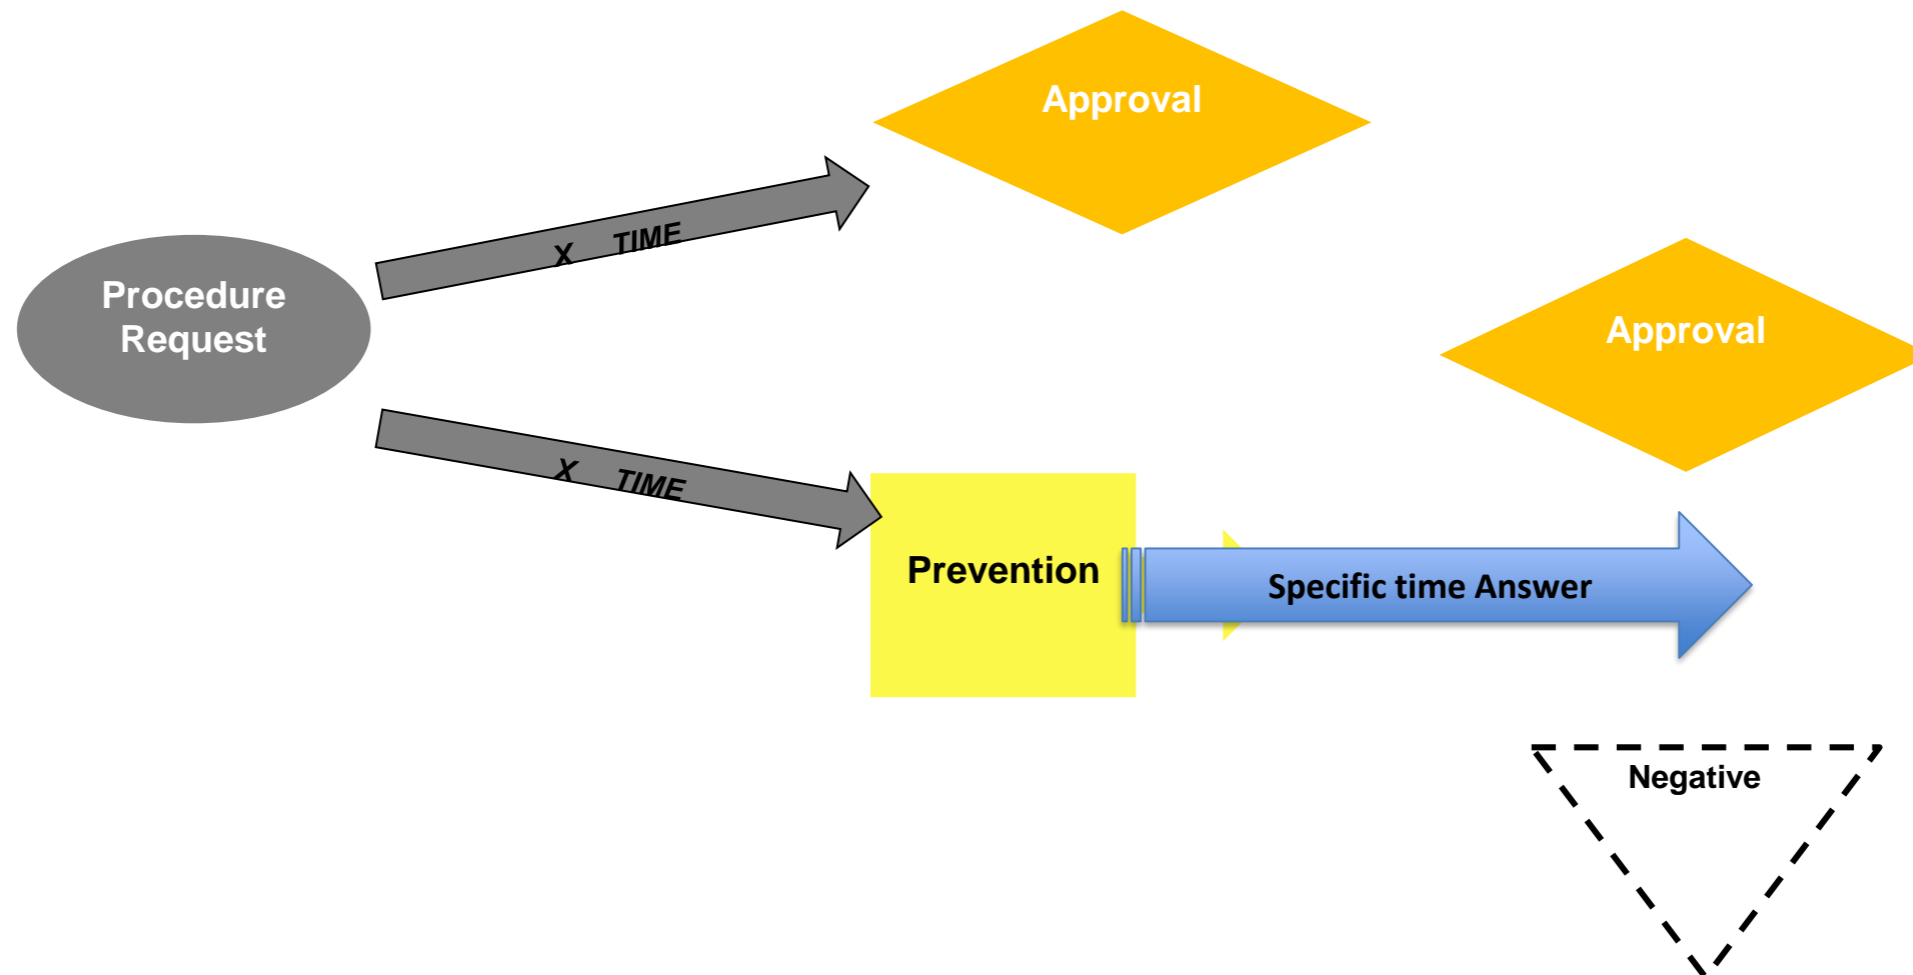 Approval
X TIME
Procedure
Request
Approval
X TIME
Prevention
Specific time Answer
Negative